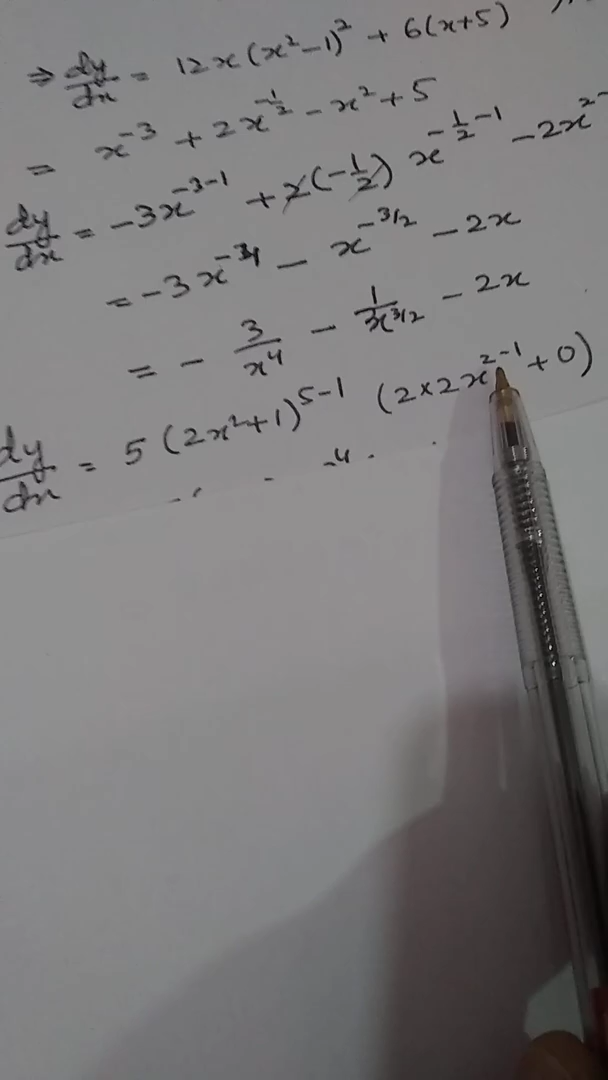 ⇒ dy/dx = 12x(x²-1)² + 6(x+5)
= x⁻³ + 2x^(-1/2) - x² + 5
dy/dx = -3x^(-3-1) + 2(-1/2) x^(-1/2-1) - 2x^(2-
= -3x⁻⁴ - x^(-3/2) - 2x
= - 3/x⁴ - 1/x^(3/2) - 2x
dy/dx = 5(2x²+1)^(5-1) (2×2x^(2-1) + 0)